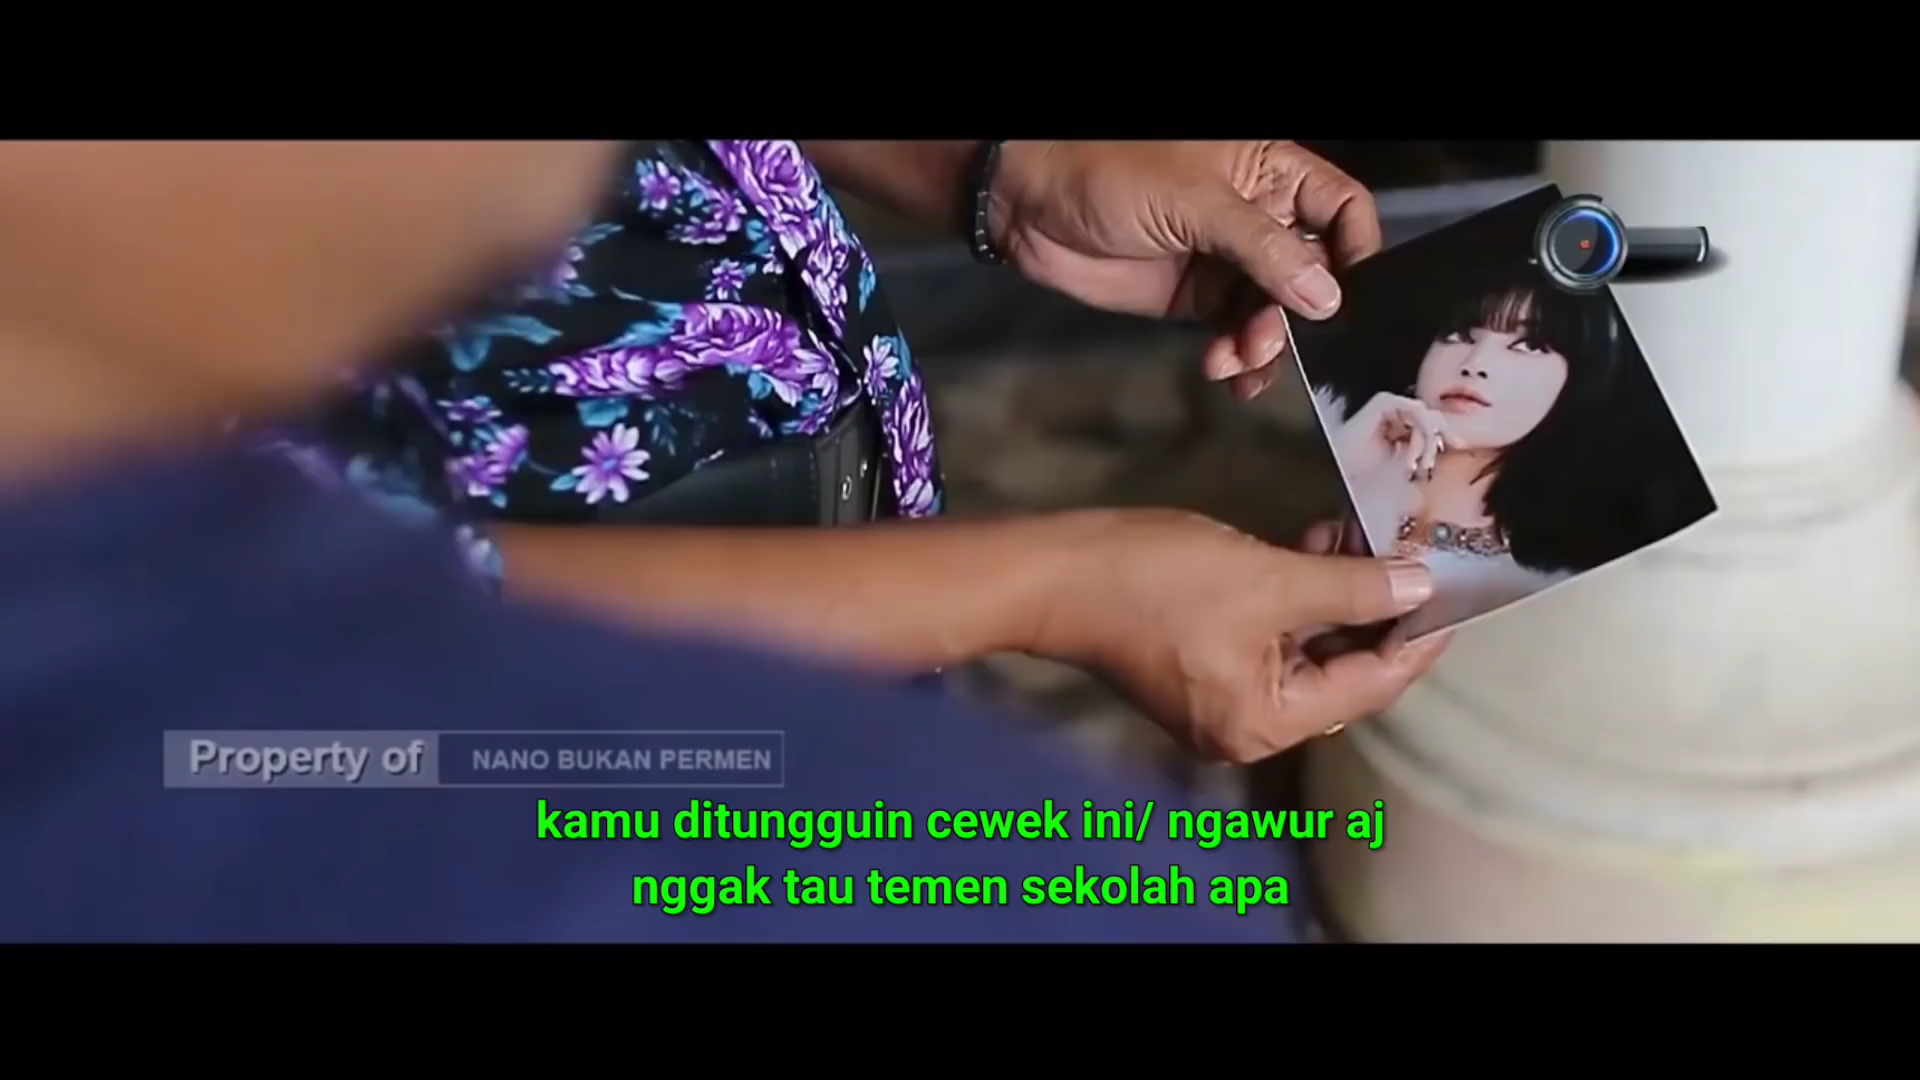 Property of NANO BUKAN PERMEN
kamu ditungguin cewek ini/ ngawur aj
nggak tau temen sekolah apa